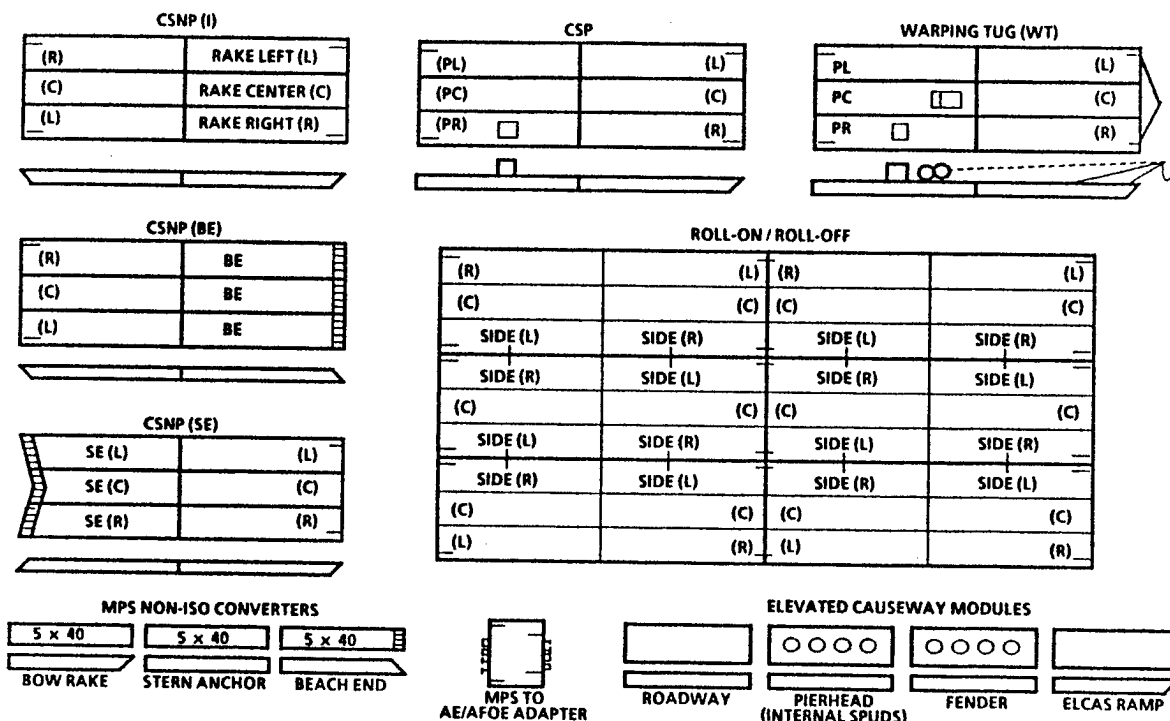 CSNP (I)
(R) RAKE LEFT (L)
(C) RAKE CENTER (C)
(L) RAKE RIGHT (R)
CSP
(PL) (L)
(PC) (C)
(PR) (R)
WARPING TUG (WT)
PL (L)
PC (C)
PR (R)
CSNP (BE)
(R) BE
(C) BE
(L) BE
CSNP (SE)
SE (L) (L)
SE (C) (C)
SE (R) (R)
ROLL-ON / ROLL-OFF
(R) (L) (R) (L)
(C) (C) (C) (C)
SIDE (L) SIDE (R) SIDE (L) SIDE (R)
SIDE (R) SIDE (L) SIDE (R) SIDE (L)
(C) (C) (C) (C)
SIDE (L) SIDE (R) SIDE (L) SIDE (R)
SIDE (R) SIDE (L) SIDE (R) SIDE (L)
(C) (C) (C) (C)
(L) (R) (L) (R)
MPS NON-ISO CONVERTERS
5 x 40 5 x 40 5 x 40
BOW RAKE STERN ANCHOR BEACH END
MPS TO
AE/AFOE ADAPTER
ELEVATED CAUSEWAY MODULES
ROADWAY PIERHEAD FENDER ELCAS RAMP
(INTERNAL SPUDS)